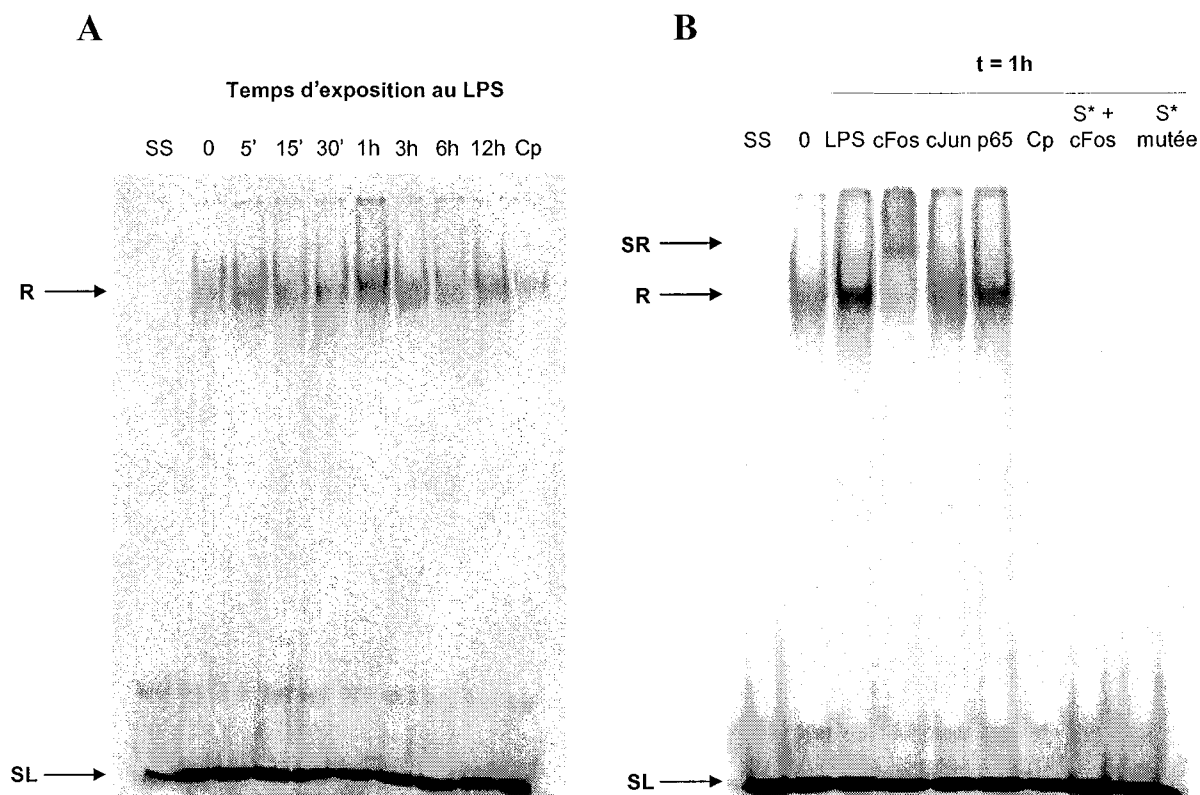 A
Temps d'exposition au LPS
SS 0 5' 15' 30' 1h 3h 6h 12h Cp
R
SL
B
t = 1h
SS 0 LPS cFos cJun p65 Cp S* + cFos S* mutée
SR
R
SL